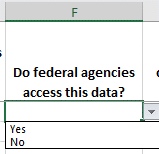 F
Do federal agencies
access this data?
Yes
No